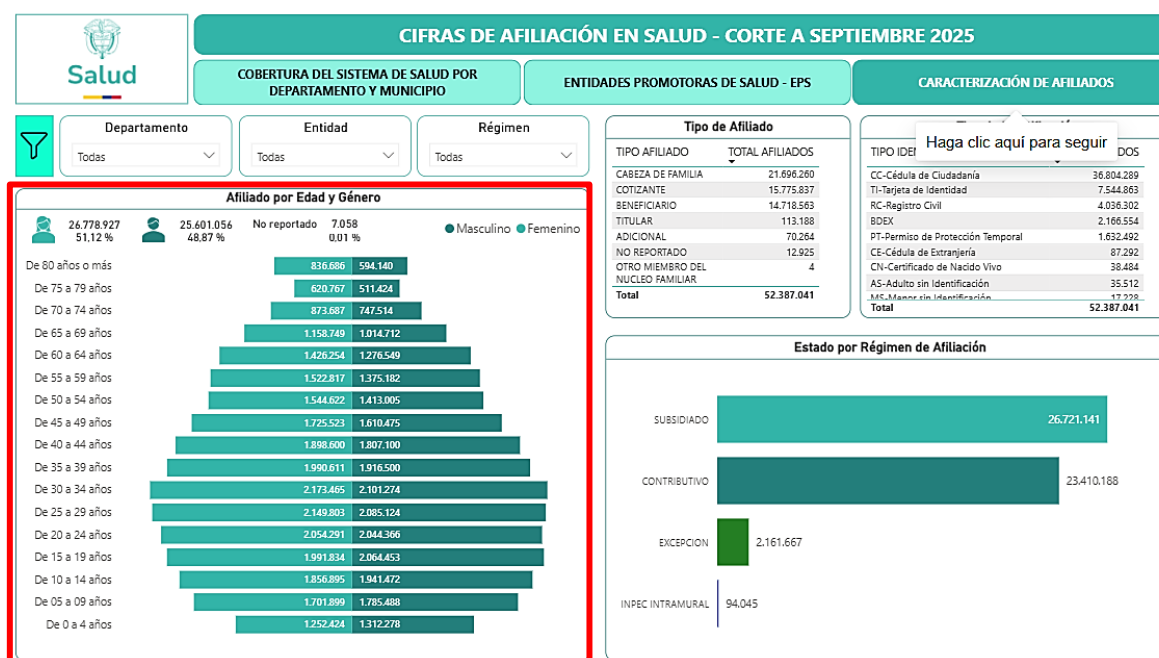 Salud
CIFRAS DE AFILIACIÓN EN SALUD - CORTE A SEPTIEMBRE 2025
COBERTURA DEL SISTEMA DE SALUD POR
DEPARTAMENTO Y MUNICIPIO
ENTIDADES PROMOTORAS DE SALUD - EPS
CARACTERIZACIÓN DE AFILIADOS
Haga clic aquí para seguir
Departamento
Todas
Entidad
Todas
Régimen
Todas
Afiliado por Edad y Género
26.778.927
51,12 %
25.601.056
48,87 %
No reportado 7.058
0,01 %
Masculino Femenino
De 80 años o más 836.686 594.140
De 75 a 79 años 620.767 511.424
De 70 a 74 años 873.687 747.514
De 65 a 69 años 1.158.749 1.014.712
De 60 a 64 años 1.426.254 1.276.549
De 55 a 59 años 1.522.817 1.375.182
De 50 a 54 años 1.544.622 1.413.005
De 45 a 49 años 1.725.523 1.610.475
De 40 a 44 años 1.898.600 1.807.100
De 35 a 39 años 1.990.611 1.916.500
De 30 a 34 años 2.173.465 2.101.274
De 25 a 29 años 2.149.803 2.085.124
De 20 a 24 años 2.054.291 2.044.366
De 15 a 19 años 1.991.834 2.064.453
De 10 a 14 años 1.856.895 1.941.472
De 05 a 09 años 1.701.899 1.785.488
De 0 a 4 años 1.252.424 1.312.278
Tipo de Afiliado
TIPO AFILIADO TOTAL AFILIADOS
CABEZA DE FAMILIA 21.696.260
COTIZANTE 15.775.837
BENEFICIARIO 14.718.563
TITULAR 113.188
ADICIONAL 70.264
NO REPORTADO 12.925
OTRO MIEMBRO DEL 4
NUCLEO FAMILIAR
Total 52.387.041
CC-Cédula de Ciudadanía 36.804.289
TI-Tarjeta de Identidad 7.544.863
RC-Registro Civil 4.036.302
BDEX 2.166.554
PT-Permiso de Protección Temporal 1.632.492
CE-Cédula de Extranjería 87.292
CN-Certificado de Nacido Vivo 38.484
AS-Adulto sin Identificación 35.512
MS-Menor sin Identificación 17.228
Total 52.387.041
Estado por Régimen de Afiliación
SUBSIDIADO 26.721.141
CONTRIBUTIVO 23.410.188
EXCEPCION 2.161.667
INPEC INTRAMURAL 94.045